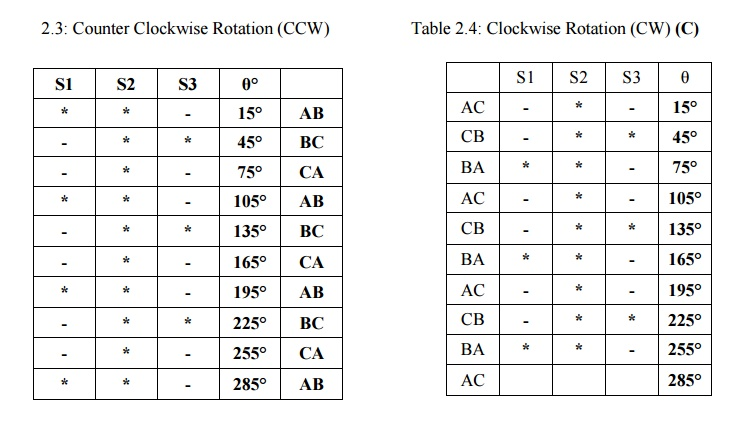 2.3: Counter Clockwise Rotation (CCW)
S1 S2 S3 θ°
* * - 15° AB
- * * 45° BC
- * - 75° CA
* * - 105° AB
- * * 135° BC
- * - 165° CA
* * - 195° AB
- * * 225° BC
- * - 255° CA
* * - 285° AB
Table 2.4: Clockwise Rotation (CW) (C)
S1 S2 S3 θ
AC - * - 15°
CB - * * 45°
BA * * - 75°
AC - * - 105°
CB - * * 135°
BA * * - 165°
AC - * - 195°
CB - * * 225°
BA * * - 255°
AC 285°